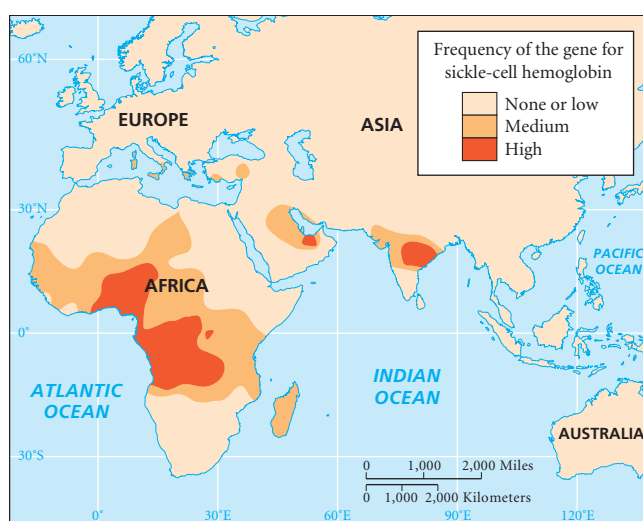 Frequency of the gene for
sickle-cell hemoglobin
None or low
Medium
High
60°N
EUROPE
ASIA
30°N
PACIFIC
OCEAN
AFRICA
0°
ATLANTIC
OCEAN
INDIAN
OCEAN
AUSTRALIA
30°S
0 1,000 2,000 Miles
0 1,000 2,000 Kilometers
0° 30°E 60°E 90°E 120°E